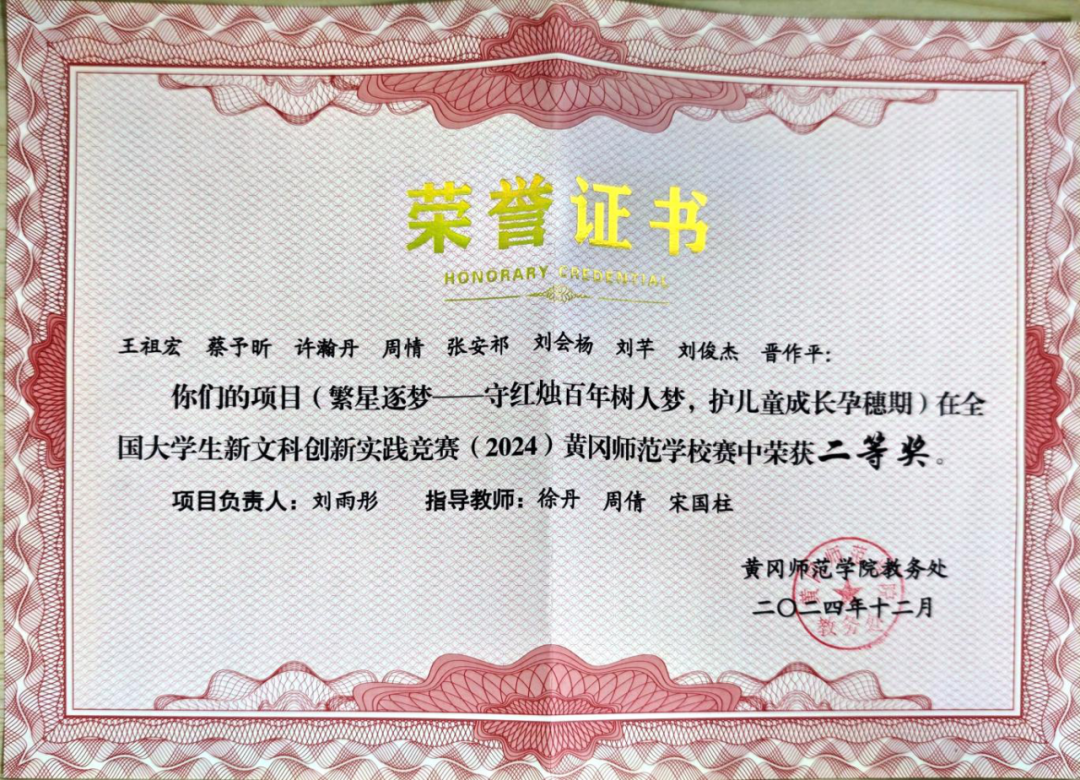 荣誉证书
HONORARY CREDENTIAL
王祖宏 蔡予昕 许瀚丹 周情 张安祁 刘会杨 刘芊 刘俊杰 晋作平：
你们的项目（繁星逐梦——守红烛百年树人梦，护儿童成长孕穗期）在全
国大学生新文科创新实践竞赛（2024）黄冈师范学校赛中荣获二等奖。
项目负责人：刘雨彤 指导教师：徐丹 周倩 宋国柱
黄冈师范学院教务处
二〇二四年十二月
教务处